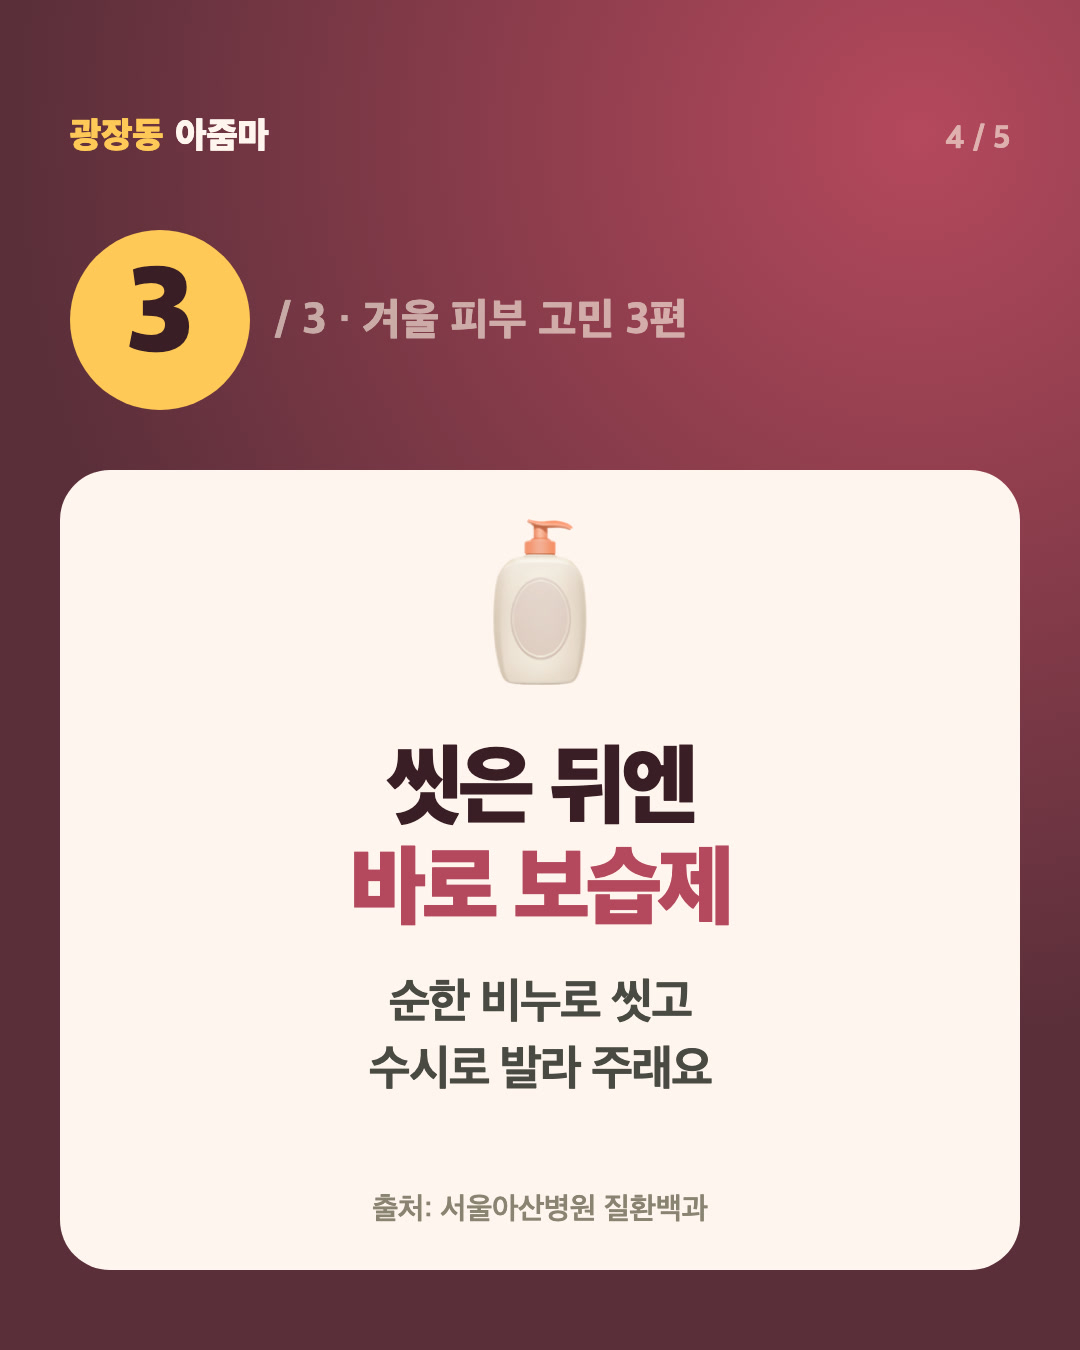 광장동 아줌마
4 / 5
3
/ 3 · 겨울 피부 고민 3편
씻은 뒤엔
바로 보습제
순한 비누로 씻고
수시로 발라 주래요
출처: 서울아산병원 질환백과